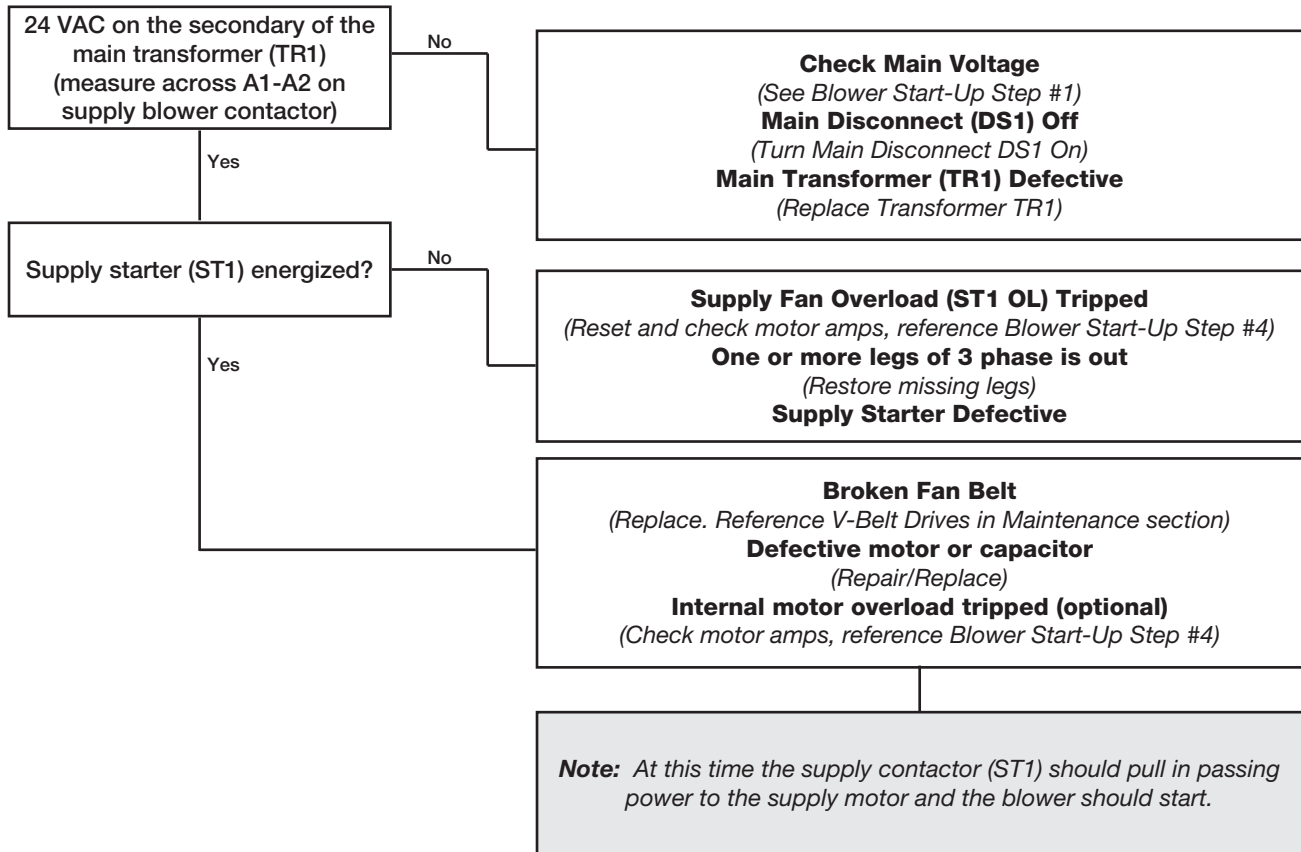 24 VAC on the secondary of the
main transformer (TR1)
(measure across A1-A2 on
supply blower contactor)
No
Check Main Voltage
(See Blower Start-Up Step #1)
Main Disconnect (DS1) Off
(Turn Main Disconnect DS1 On)
Main Transformer (TR1) Defective
(Replace Transformer TR1)
Yes
Supply starter (ST1) energized?
No
Supply Fan Overload (ST1 OL) Tripped
(Reset and check motor amps, reference Blower Start-Up Step #4)
One or more legs of 3 phase is out
(Restore missing legs)
Supply Starter Defective
Yes
Broken Fan Belt
(Replace. Reference V-Belt Drives in Maintenance section)
Defective motor or capacitor
(Repair/Replace)
Internal motor overload tripped (optional)
(Check motor amps, reference Blower Start-Up Step #4)
Note: At this time the supply contactor (ST1) should pull in passing
power to the supply motor and the blower should start.